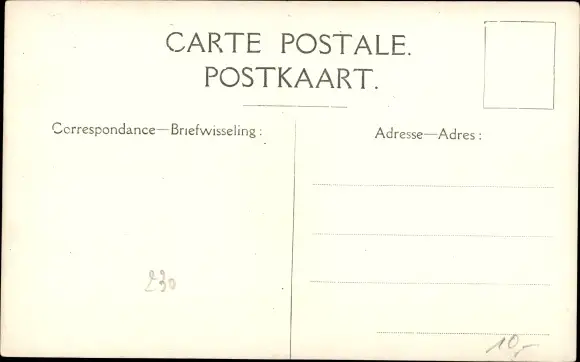 CARTE POSTALE.
POSTKAART.
Correspondance—Briefwisseling:
Adresse—Adres:
230
10,-